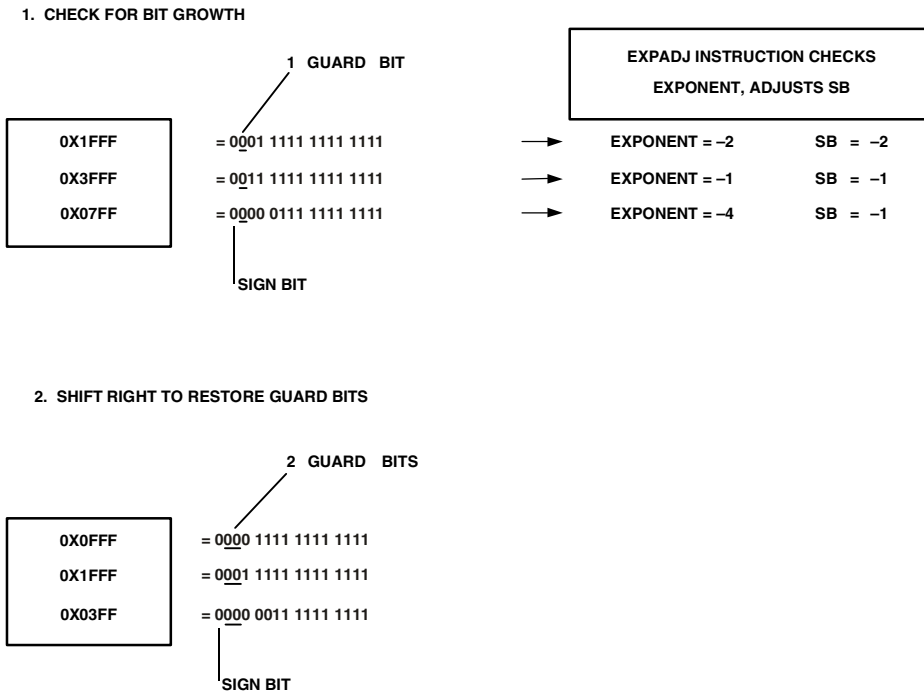 1. CHECK FOR BIT GROWTH
1 GUARD BIT
EXPADJ INSTRUCTION CHECKS
EXPONENT, ADJUSTS SB
0X1FFF = 0001 1111 1111 1111 EXPONENT = –2 SB = –2
0X3FFF = 0011 1111 1111 1111 EXPONENT = –1 SB = –1
0X07FF = 0000 0111 1111 1111 EXPONENT = –4 SB = –1
SIGN BIT
2. SHIFT RIGHT TO RESTORE GUARD BITS
2 GUARD BITS
0X0FFF = 0000 1111 1111 1111
0X1FFF = 0001 1111 1111 1111
0X03FF = 0000 0011 1111 1111
SIGN BIT